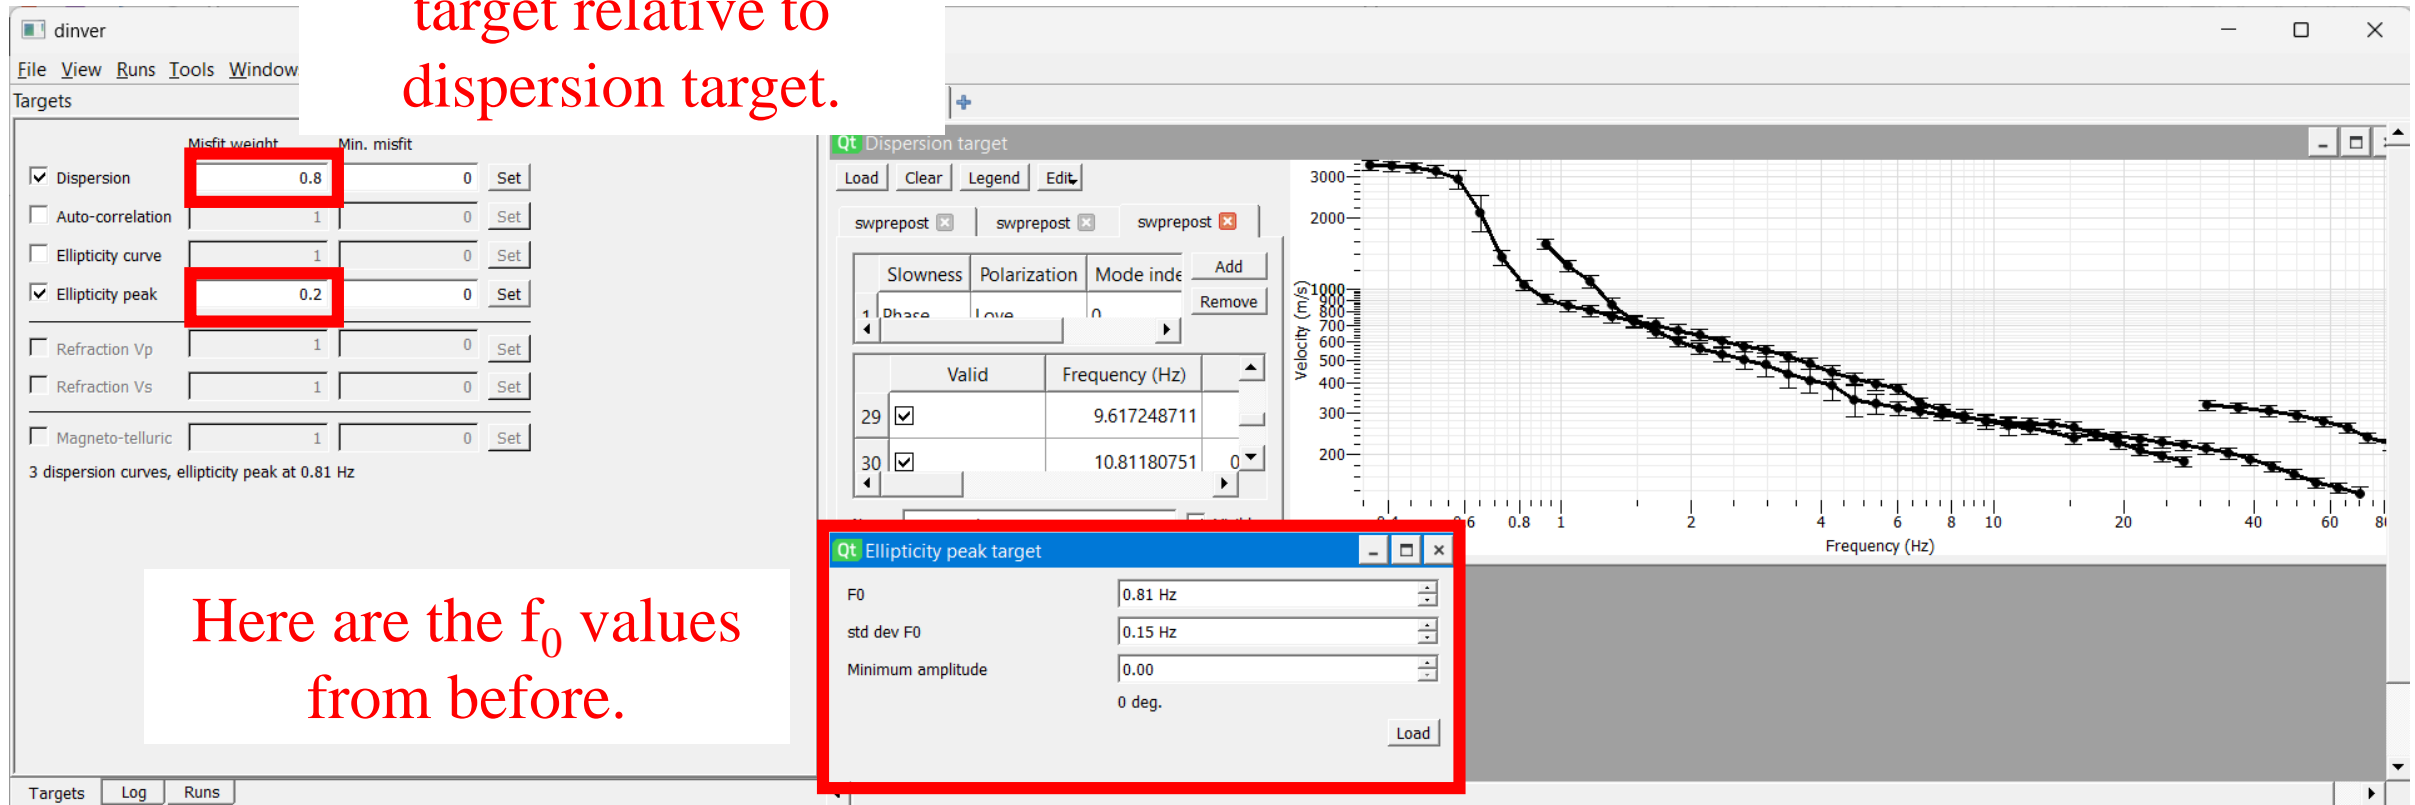 target relative to
dispersion target.
dinver
File View Runs Tools Window
Targets
Misfit weight Min. misfit
Dispersion 0.8 0 Set
Auto-correlation 1 0 Set
Ellipticity curve 1 0 Set
Ellipticity peak 0.2 0 Set
Refraction Vp 1 0 Set
Refraction Vs 1 0 Set
Magneto-telluric 1 0 Set
3 dispersion curves, ellipticity peak at 0.81 Hz
Here are the f0 values
from before.
Targets Log Runs
Qt Dispersion target
Load Clear Legend Edit
swprepost swprepost swprepost
Slowness Polarization Mode inde Add
1 Phase Love 0 Remove
Valid Frequency (Hz)
29 9.617248711
30 10.81180751 0
3000
2000
1000
900
800
700
600
500
400
300
200
Velocity (m/s)
0.8 1 2 4 6 8 10 20 40 60
Frequency (Hz)
Qt Ellipticity peak target
F0 0.81 Hz
std dev F0 0.15 Hz
Minimum amplitude 0.00
0 deg.
Load